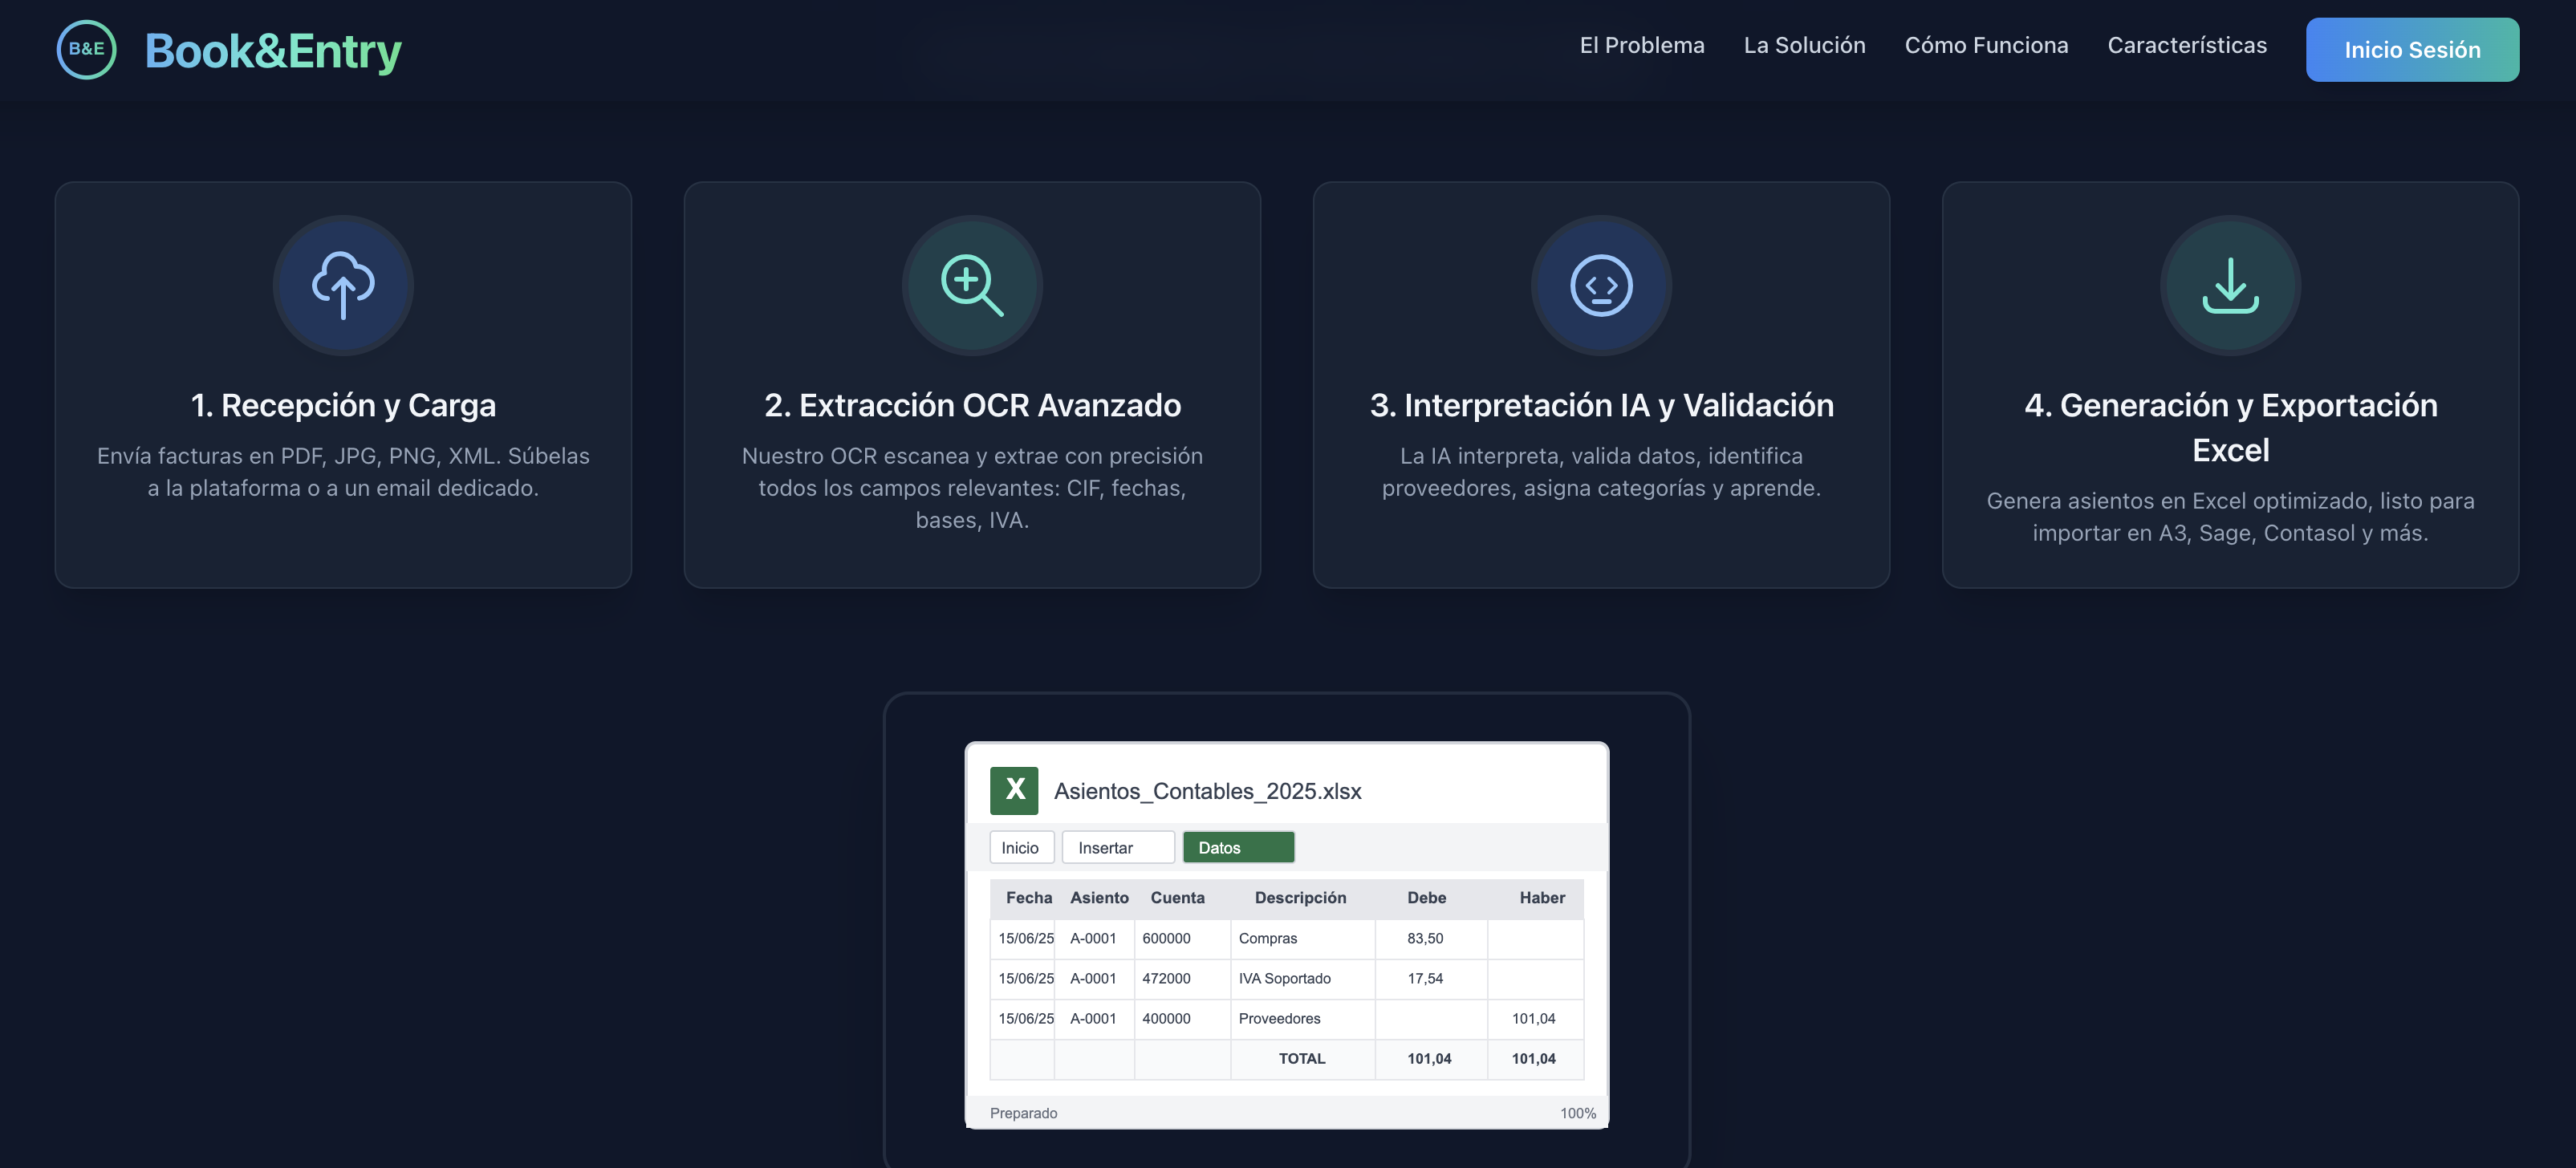 B&E
Book&Entry
El Problema
La Solución
Cómo Funciona
Características
Inicio Sesión
1. Recepción y Carga
Envía facturas en PDF, JPG, PNG, XML. Súbelas
a la plataforma o a un email dedicado.
2. Extracción OCR Avanzado
Nuestro OCR escanea y extrae con precisión
todos los campos relevantes: CIF, fechas,
bases, IVA.
3. Interpretación IA y Validación
La IA interpreta, valida datos, identifica
proveedores, asigna categorías y aprende.
4. Generación y Exportación
Excel
Genera asientos en Excel optimizado, listo para
importar en A3, Sage, Contasol y más.
X Asientos_Contables_2025.xlsx
Inicio Insertar Datos
Fecha Asiento Cuenta Descripción Debe Haber
15/06/25 A-0001 600000 Compras 83,50
15/06/25 A-0001 472000 IVA Soportado 17,54
15/06/25 A-0001 400000 Proveedores 101,04
TOTAL 101,04 101,04
Preparado 100%